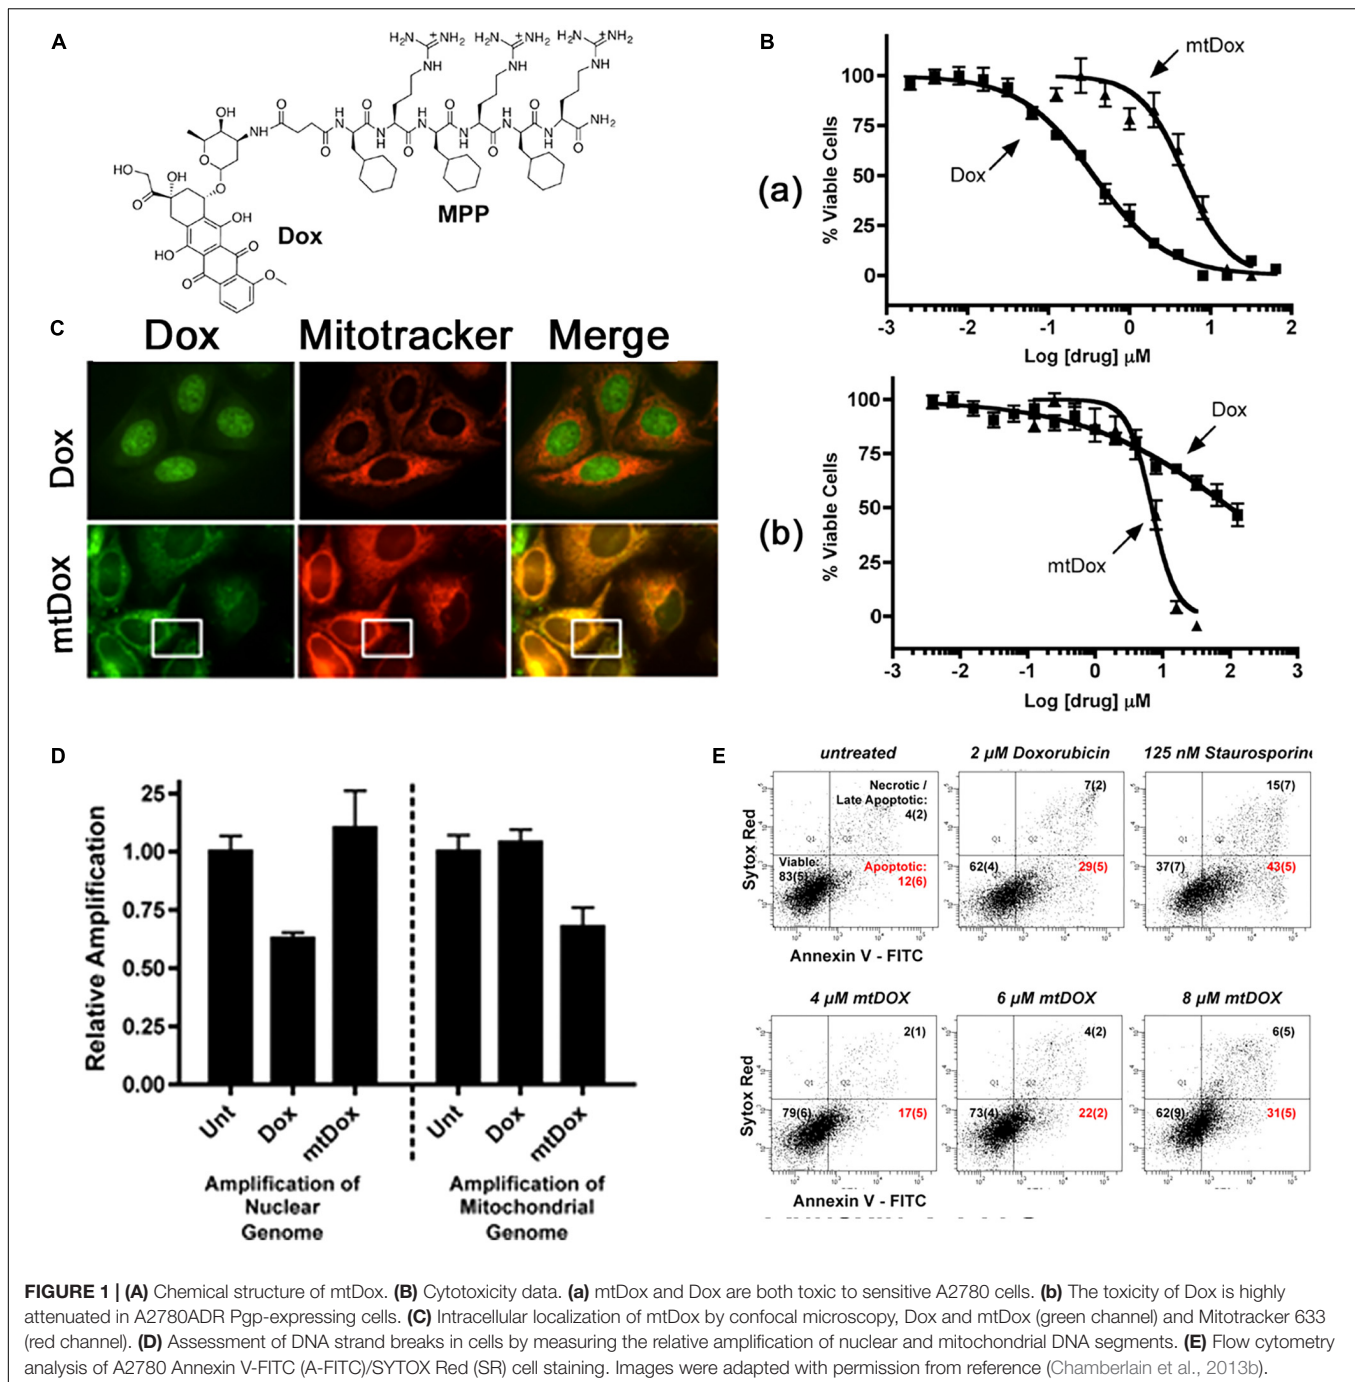 A
H₂N NH₂ H₂N NH₂ H₂N NH₂
+ + +
NH NH NH
OH O H O H O H O
NH N N N NH₂
O O N O N O N
O H H H
HO OH O
O OH
HO O
O O
Dox
MPP
B
(a)
% Viable Cells
100
75
50
25
0
mtDox
Dox
-3 -2 -1 0 1 2
Log [drug] µM
(b)
% Viable Cells
100
75
50
25
0
Dox
mtDox
-3 -2 -1 0 1 2 3
Log [drug] µM
C
Dox Mitotracker Merge
Dox
mtDox
D
Relative Amplification
25
1.00
0.75
0.50
0.25
0.00
Unt Dox mtDox Unt Dox mtDox
Amplification of
Nuclear
Genome
Amplification of
Mitochondrial
Genome
E
untreated 2 µM Doxorubicin 125 nM Staurosporine
Sytox Red
Necrotic /
Late Apoptotic:
4(2)
Q1 Q2
Viable:
83(5)
Apoptotic:
12(6)
7(2)
Q1 Q2
62(4) 29(5)
15(7)
Q1 Q2
37(7) 43(5)
Annexin V - FITC
4 µM mtDOX 6 µM mtDOX 8 µM mtDOX
Sytox Red
2(1)
Q1 Q2
79(6) 17(5)
4(2)
Q1 Q2
73(4) 22(2)
6(5)
Q1 Q2
62(9) 31(5)
Annexin V - FITC
FIGURE 1 | (A) Chemical structure of mtDox. (B) Cytotoxicity data. (a) mtDox and Dox are both toxic to sensitive A2780 cells. (b) The toxicity of Dox is highly
attenuated in A2780ADR Pgp-expressing cells. (C) Intracellular localization of mtDox by confocal microscopy, Dox and mtDox (green channel) and Mitotracker 633
(red channel). (D) Assessment of DNA strand breaks in cells by measuring the relative amplification of nuclear and mitochondrial DNA segments. (E) Flow cytometry
analysis of A2780 Annexin V-FITC (A-FITC)/SYTOX Red (SR) cell staining. Images were adapted with permission from reference (Chamberlain et al., 2013b).